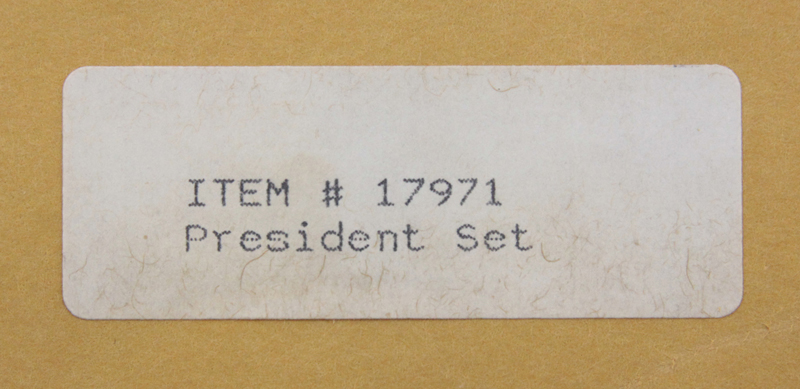 ITEM # 17971
President Set